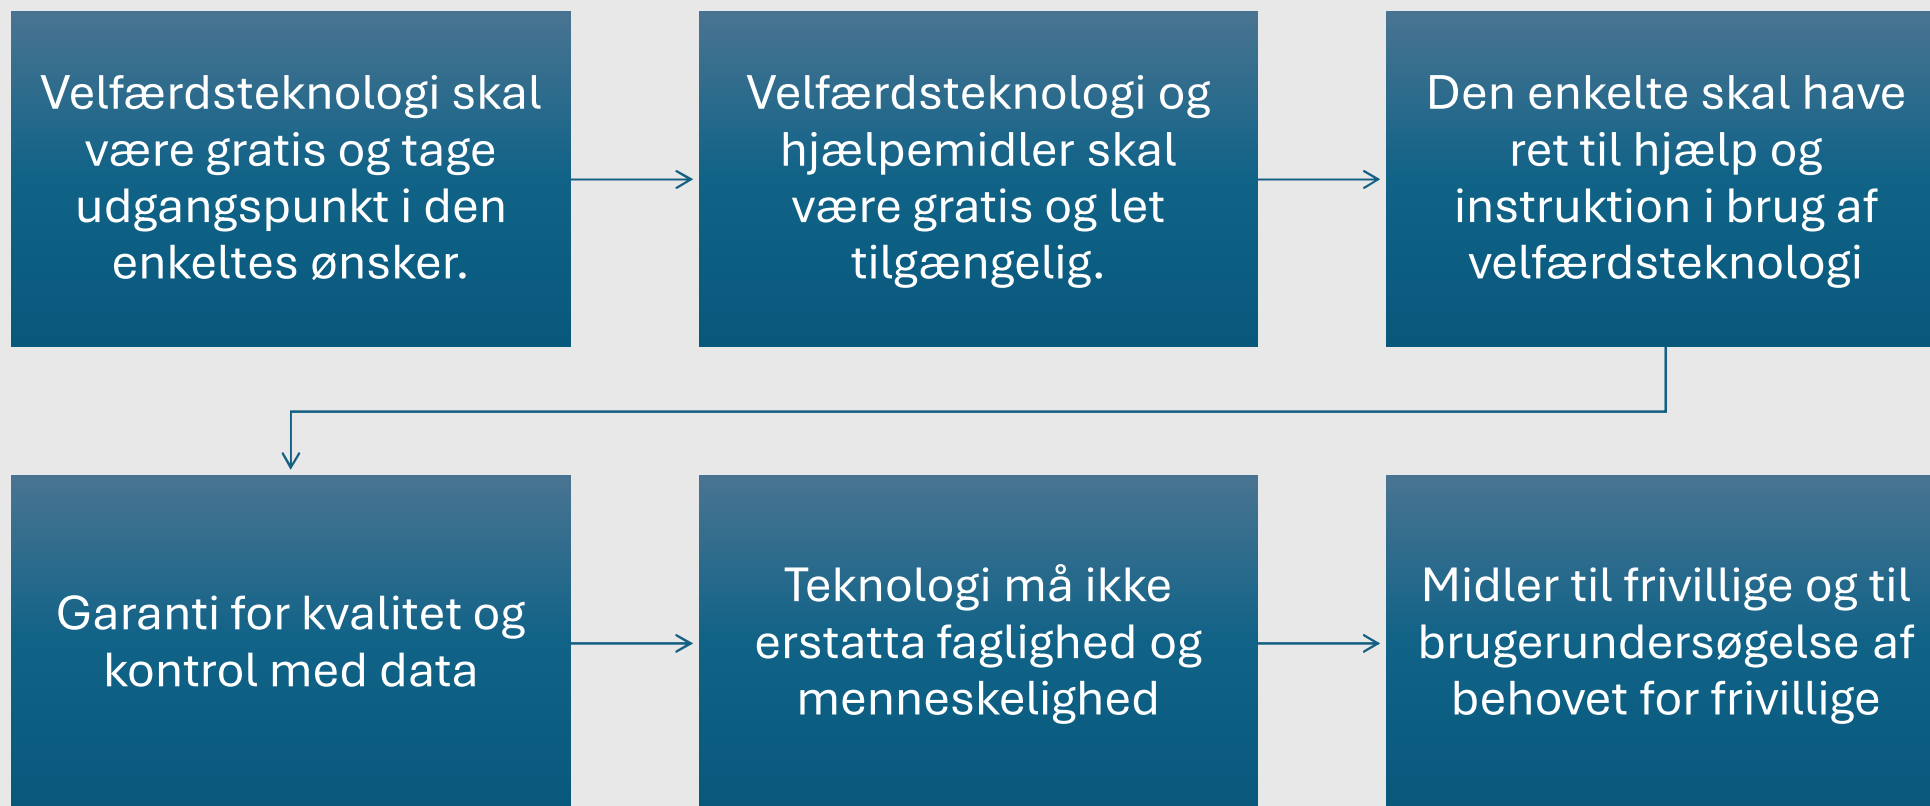 Velfærdsteknologi skal
være gratis og tage
udgangspunkt i den
enkeltes ønsker.
Velfærdsteknologi og
hjælpemidler skal
være gratis og let
tilgængelig.
Den enkelte skal have
ret til hjælp og
instruktion i brug af
velfærdsteknologi
Garanti for kvalitet og
kontrol med data
Teknologi må ikke
erstatta faglighed og
menneskelighed
Midler til frivillige og til
brugerundersøgelse af
behovet for frivillige